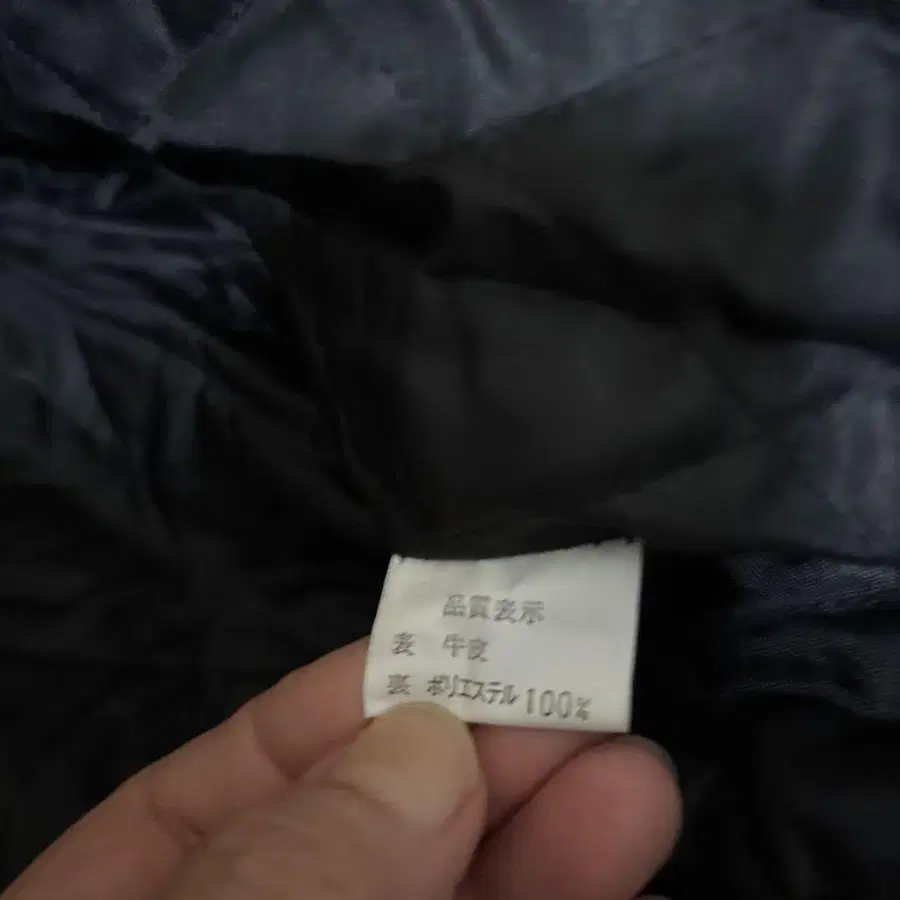 品質表示
表 牛皮
裏 ポリエステル100%